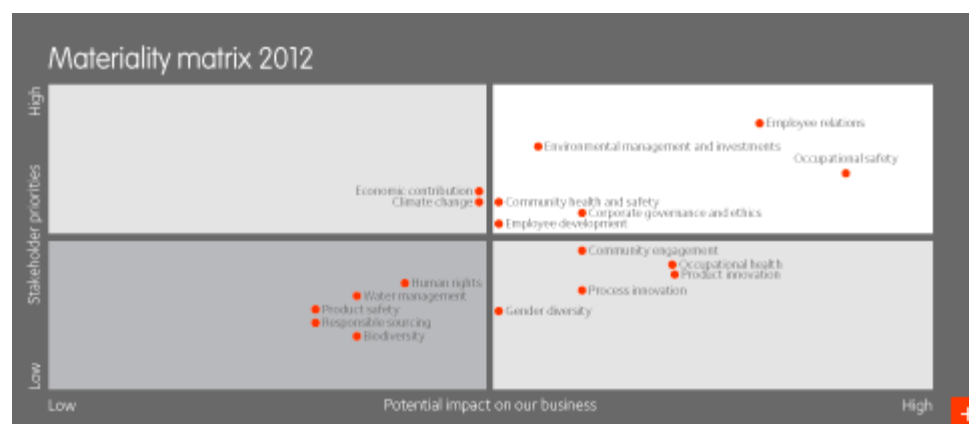 Materiality matrix 2012
High
Employee relations
Environmental management and investments
Occupational safety
Economic contribution
Climate change
Community health and safety
Corporate governance and ethics
Employee development
Stakeholder priorities
Community engagement
Occupational health
Product innovation
Human rights
Process innovation
Water management
Product safety
Gender diversity
Responsible sourcing
Biodiversity
Low
Low
Potential impact on our business
High
+